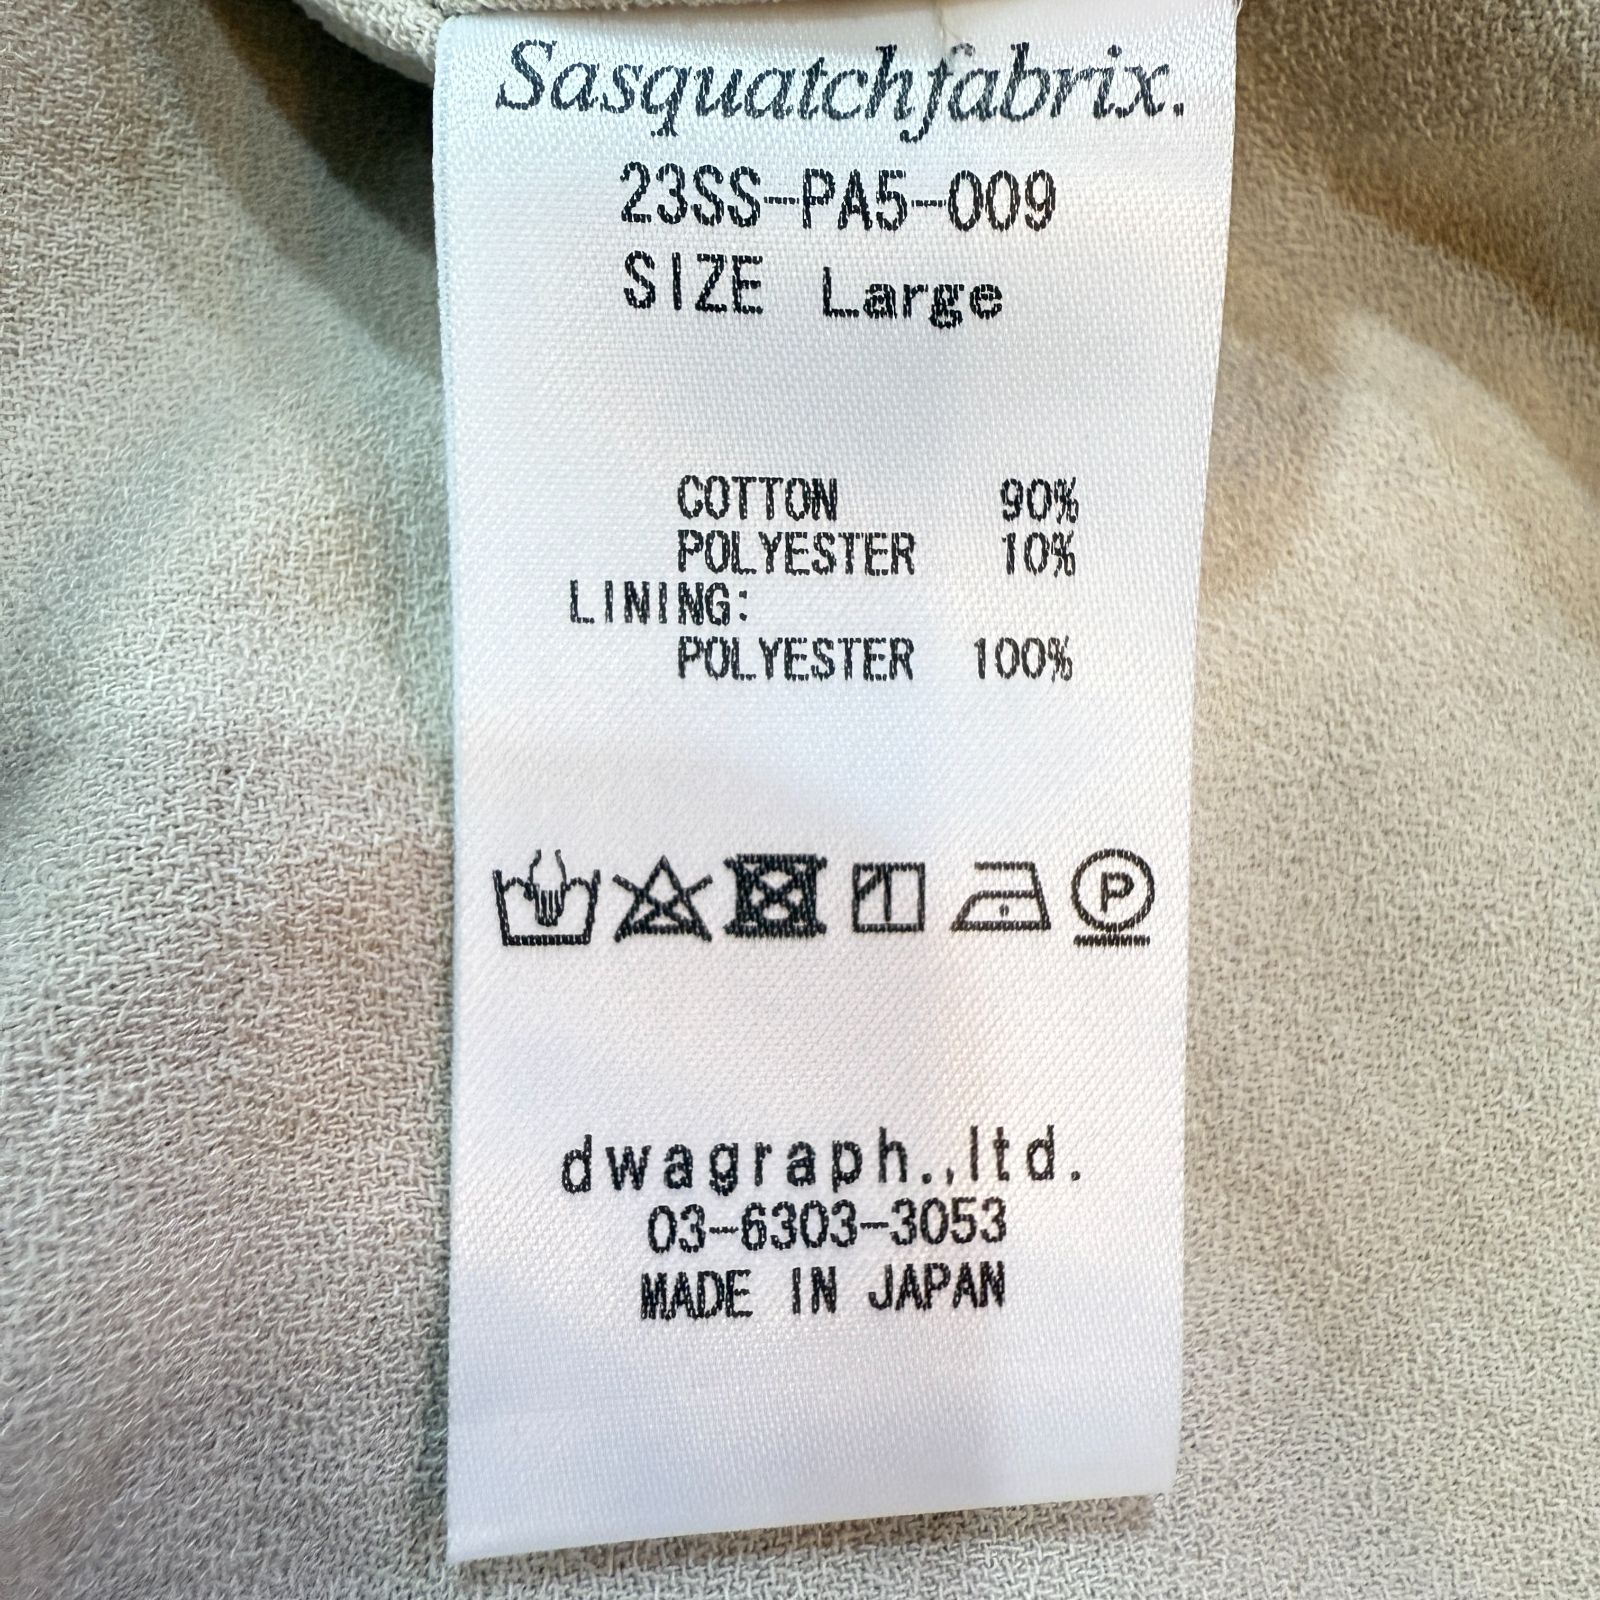 Sasquatchfabrix.
23SS-PA5-009
SIZE Large
COTTON 90%
POLYESTER 10%
LINING:
POLYESTER 100%
P
dwagraph.,ltd.
03-6303-3053
MADE IN JAPAN